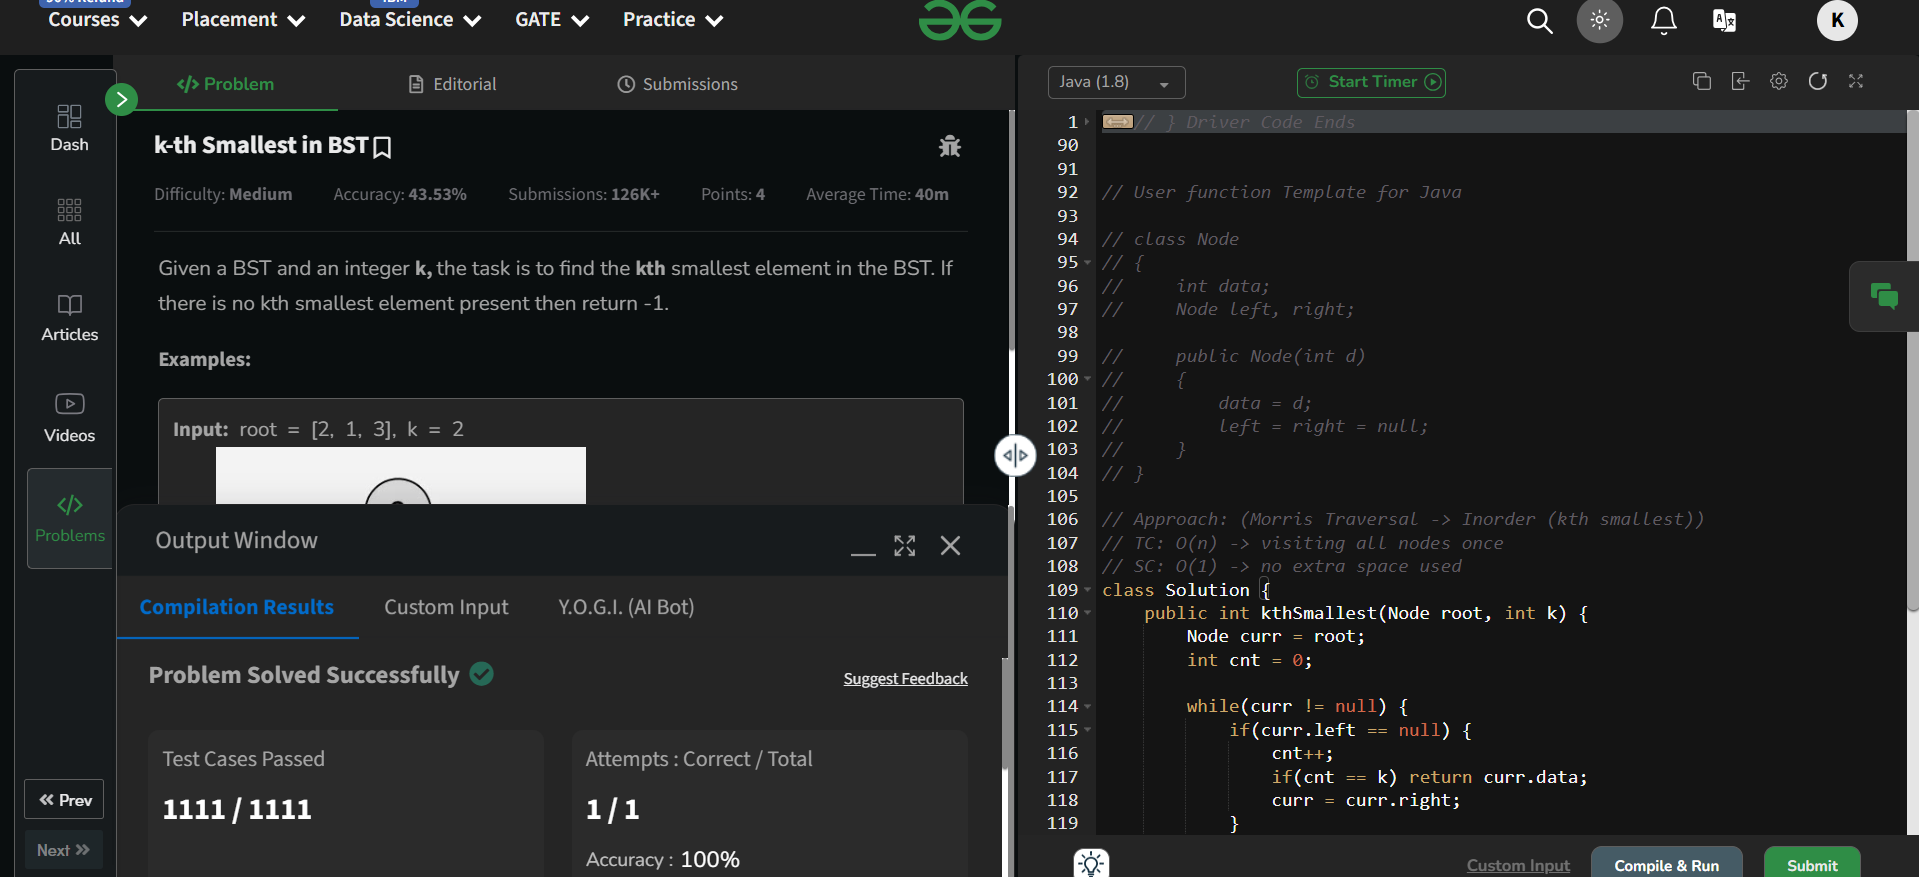 50% Refund
IBM
Courses
Placement
Data Science
GATE
Practice
K
Dash
All
Articles
Videos
Problems
Prev
Next
Problem
Editorial
Submissions
k-th Smallest in BST
Difficulty: Medium Accuracy: 43.53% Submissions: 126K+ Points: 4 Average Time: 40m
Given a BST and an integer k, the task is to find the kth smallest element in the BST. If
there is no kth smallest element present then return -1.
Examples:
Input: root = [2, 1, 3], k = 2
Output Window
Compilation Results
Custom Input
Y.O.G.I. (AI Bot)
Problem Solved Successfully
Suggest Feedback
Test Cases Passed
1111 / 1111
Attempts : Correct / Total
1 / 1
Accuracy : 100%
Java (1.8)
Start Timer
1 // } Driver Code Ends
90
91
92 // User function Template for Java
93
94 // class Node
95 // {
96 // int data;
97 // Node left, right;
98
99 // public Node(int d)
100 // {
101 // data = d;
102 // left = right = null;
103 // }
104 // }
105
106 // Approach: (Morris Traversal -> Inorder (kth smallest))
107 // TC: O(n) -> visiting all nodes once
108 // SC: O(1) -> no extra space used
109 class Solution {
110 public int kthSmallest(Node root, int k) {
111 Node curr = root;
112 int cnt = 0;
113
114 while(curr != null) {
115 if(curr.left == null) {
116 cnt++;
117 if(cnt == k) return curr.data;
118 curr = curr.right;
119 }
Custom Input
Compile & Run
Submit